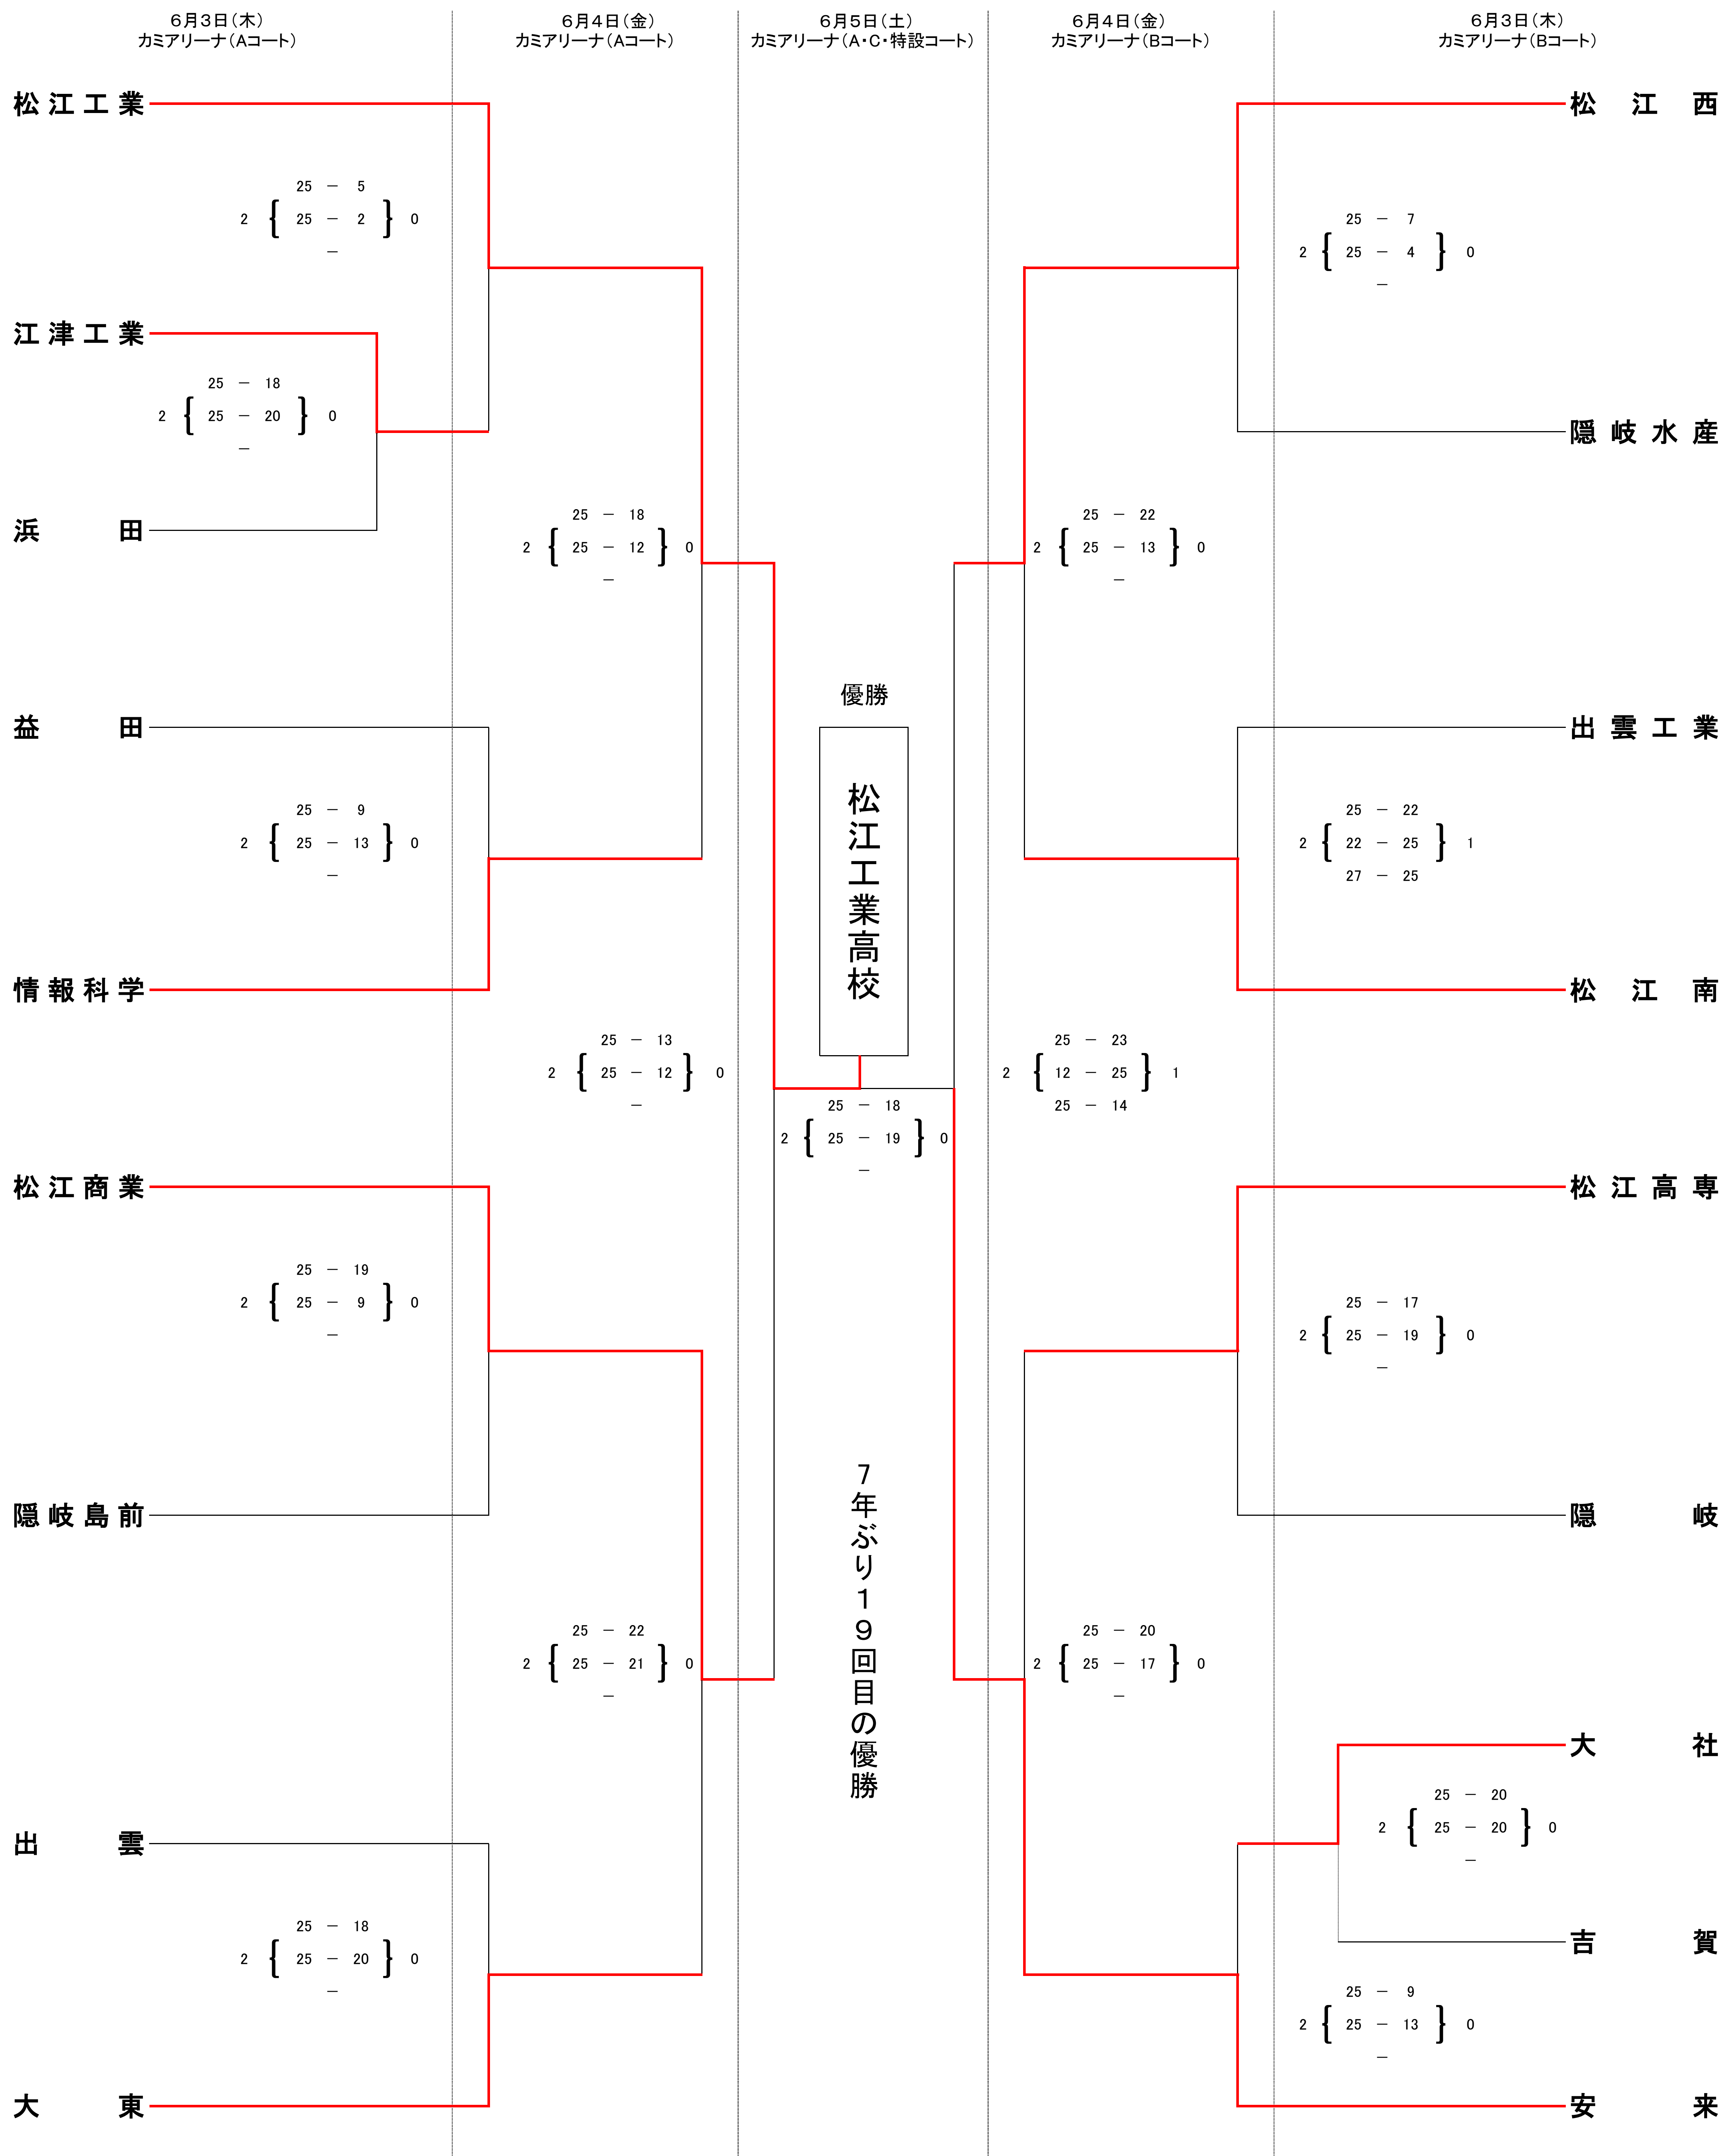 6月3日(木)
カミアリーナ(Aコート)
6月4日(金)
カミアリーナ(Aコート)
6月5日(土)
カミアリーナ(A・C・特設コート)
6月4日(金)
カミアリーナ(Bコート)
6月3日(木)
カミアリーナ(Bコート)
松江工業
25 － 5
2 { 25 － 2 } 0
－
江津工業
25 － 18
2 { 25 － 20 } 0
－
浜田
25 － 18
2 { 25 － 12 } 0
－
益田
25 － 9
2 { 25 － 13 } 0
－
情報科学
25 － 13
2 { 25 － 12 } 0
－
松江商業
25 － 19
2 { 25 － 9 } 0
－
隠岐島前
25 － 22
2 { 25 － 21 } 0
－
出雲
25 － 18
2 { 25 － 20 } 0
－
大東
優勝
松江工業高校
25 － 18
2 { 25 － 19 } 0
－
7年ぶり19回目の優勝
松江西
25 － 7
2 { 25 － 4 } 0
－
隠岐水産
25 － 22
2 { 25 － 13 } 0
－
出雲工業
25 － 22
2 { 22 － 25 } 1
27 － 25
松江南
25 － 23
2 { 12 － 25 } 1
25 － 14
松江高専
25 － 17
2 { 25 － 19 } 0
－
隠岐
25 － 20
2 { 25 － 17 } 0
－
大社
25 － 20
2 { 25 － 20 } 0
－
吉賀
25 － 9
2 { 25 － 13 } 0
－
安来